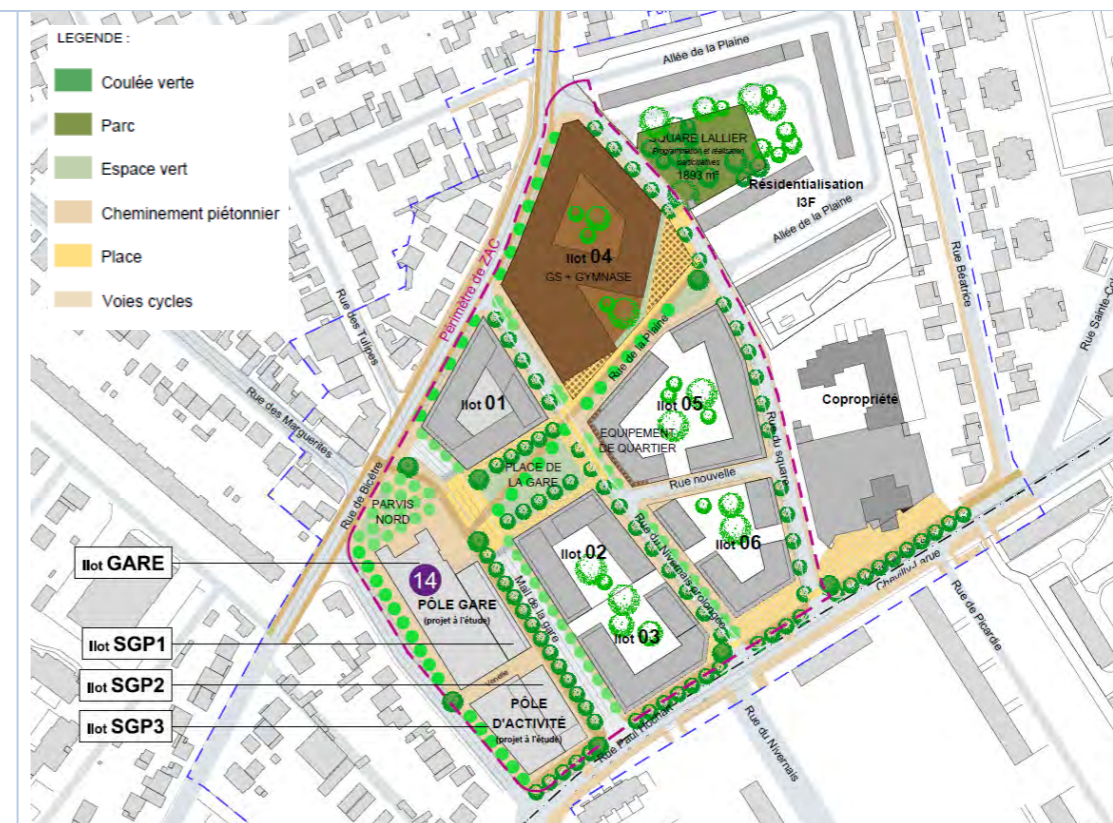 LEGENDE :
Coulée verte
Parc
Espace vert
Cheminement piétonnier
Place
Voies cycles
Allée de la Plaine
SQUARE LALLIER
Programmation et réalisation
participatives
1893 m²
Résidentialisation
I3F
Allée de la Plaine
Périmètre de ZAC
Ilot 04
GS + GYMNASE
Rue de la Plaine
Rue Béatrice
Rue des Tulipes
Rue des Marguerites
Ilot 01
Ilot 05
EQUIPEMENT
DE QUARTIER
Copropriété
Rue du square
PLACE DE
LA GARE
Rue nouvelle
Rue de Bicêtre
PARVIS
NORD
Ilot 02
Rue du Nivernais prolongée
Ilot 06
Chevilly-Larue
Rue de Picardie
Ilot GARE
14
PÔLE GARE
(projet à l'étude)
Mail de la gare
Ilot 03
Ilot SGP1
Ilot SGP2
Venelle
Ilot SGP3
PÔLE
D'ACTIVITÉ
(projet à l'étude)
Rue Paul Hochart
Rue du Nivernais